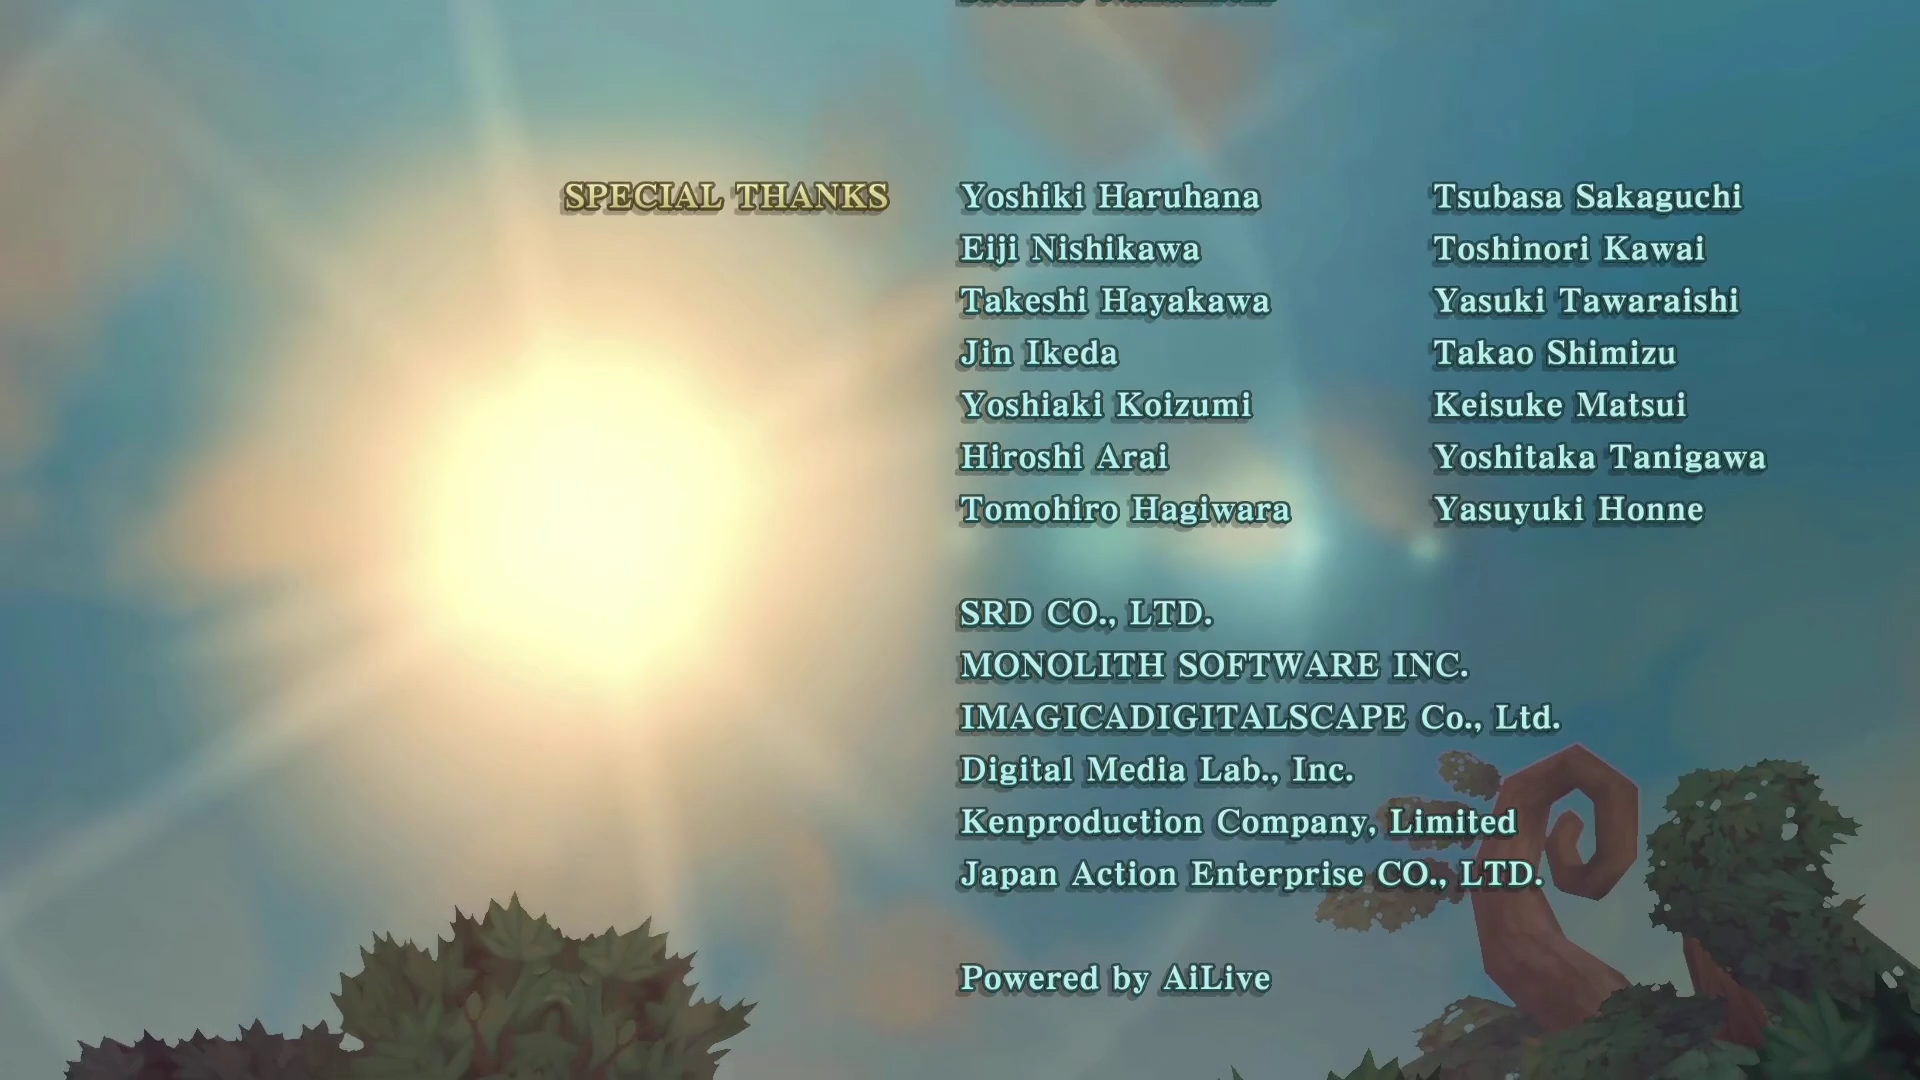 SPECIAL THANKS
Yoshiki Haruhana Tsubasa Sakaguchi
Eiji Nishikawa Toshinori Kawai
Takeshi Hayakawa Yasuki Tawaraishi
Jin Ikeda Takao Shimizu
Yoshiaki Koizumi Keisuke Matsui
Hiroshi Arai Yoshitaka Tanigawa
Tomohiro Hagiwara Yasuyuki Honne
SRD CO., LTD.
MONOLITH SOFTWARE INC.
IMAGICADIGITALSCAPE Co., Ltd.
Digital Media Lab., Inc.
Kenproduction Company, Limited
Japan Action Enterprise CO., LTD.
Powered by AiLive